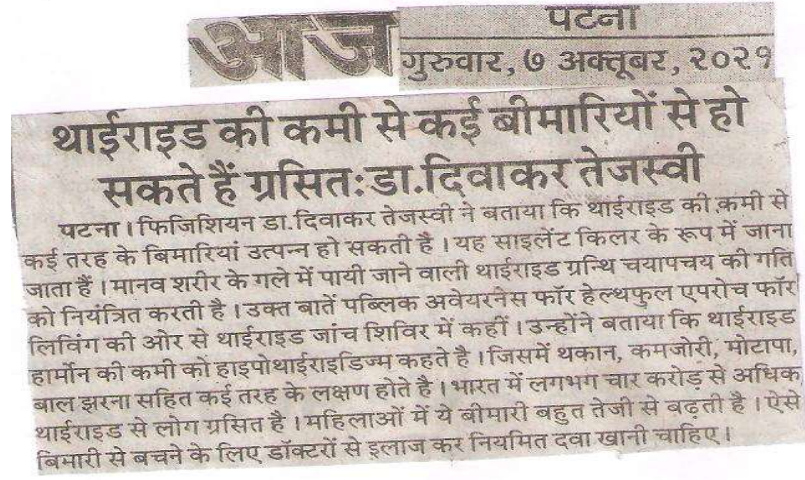 आज
पटना
गुरुवार, ७ अक्तूबर, २०२१
थाईराइड की कमी से कई बीमारियों से हो
सकते हैं ग्रसित:डा.दिवाकर तेजस्वी
पटना। फिजिशियन डा.दिवाकर तेजस्वी ने बताया कि थाईराइड की कमी से
कई तरह के बिमारियां उत्पन्न हो सकती है। यह साइलेंट किलर के रूप में जाना
जाता हैं। मानव शरीर के गले में पायी जाने वाली थाईराइड ग्रन्थि चयापचय की गति
को नियंत्रित करती है। उक्त बातें पब्लिक अवेयरनेस फॉर हेल्थफुल एपरोच फॉर
लिविंग की ओर से थाईराइड जांच शिविर में कहीं। उन्होंने बताया कि थाईराइड
हार्मोन की कमी को हाइपोथाईराइडिज्म कहते है। जिसमें थकान, कमजोरी, मोटापा,
बाल झरना सहित कई तरह के लक्षण होते है। भारत में लगभग चार करोड़ से अधिक
थाईराइड से लोग ग्रसित है। महिलाओं में ये बीमारी बहुत तेजी से बढ़ती है। ऐसे
बिमारी से बचने के लिए डॉक्टरों से इलाज कर नियमित दवा खानी चाहिए।